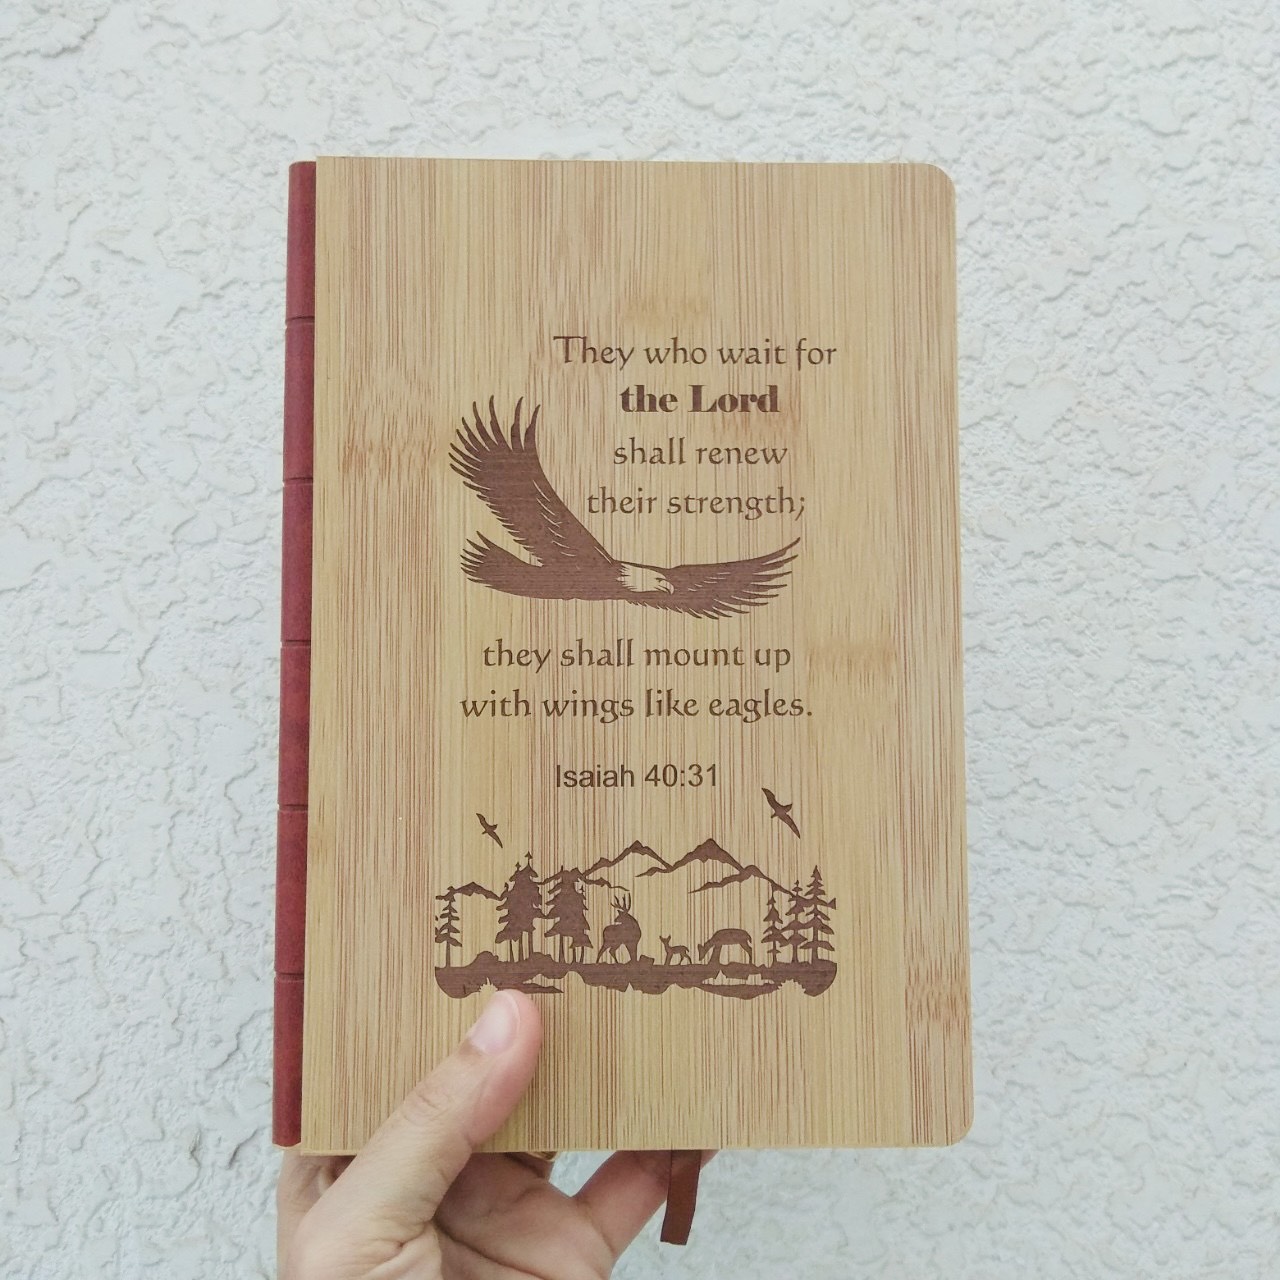 They who wait for
the Lord
shall renew
their strength;
they shall mount up
with wings like eagles.
Isaiah 40:31